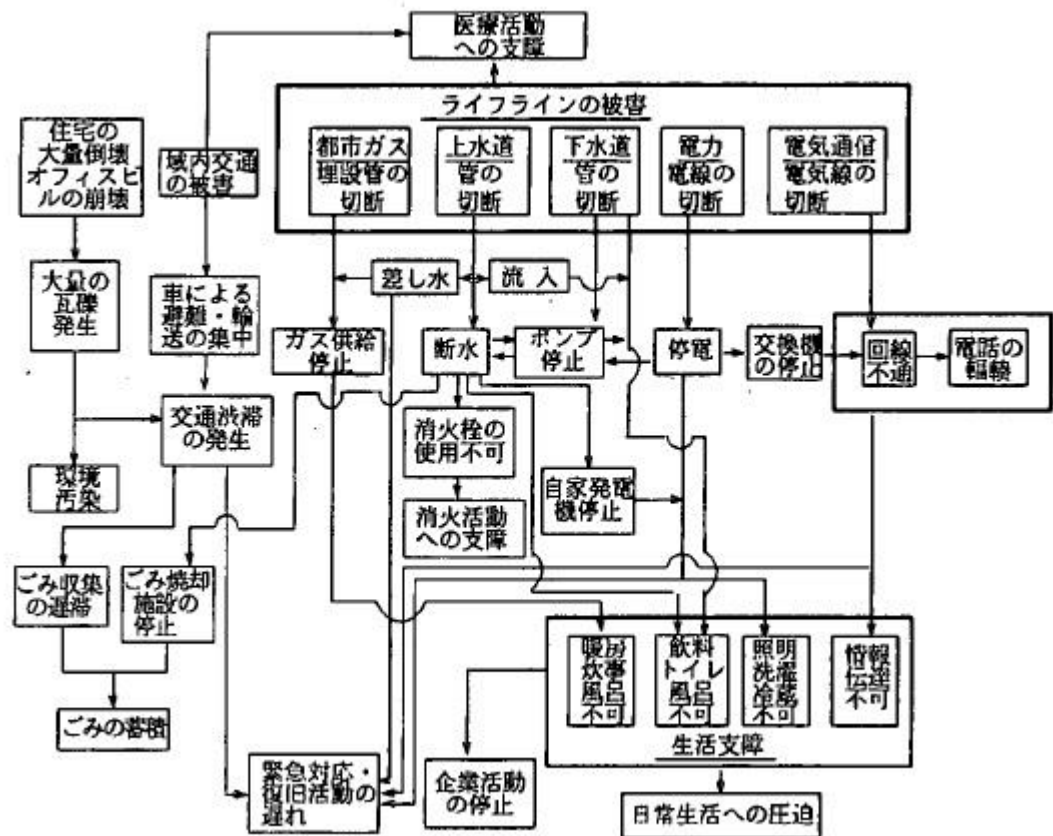 医療活動
への支障
ライフラインの被害
住宅の
大量倒壊
オフィスビ
ルの崩壊
域内交通
の被害
都市ガス
埋設管の
切断
上水道
管の
切断
下水道
管の
切断
電力
電線の
切断
電気通信
電気線の
切断
大量の
瓦礫
発生
車による
避難・輸
送の集中
差し水
流入
ガス供給
停止
断水
ポンプ
停止
停電
交換機
の停止
回線
不通
電話の
輻輳
交通渋滞
の発生
消火栓の
使用不可
環境
汚染
自家発電
機停止
消火活動
への支障
ごみ収集
の遅滞
ごみ焼却
施設の
停止
暖房
炊事
風呂
不可
飲料
トイレ
風呂
不可
照明
洗濯
冷蔵
不可
情報
伝達
不可
生活支障
ごみの蓄積
緊急対応・
復旧活動の
遅れ
企業活動
の停止
日常生活への圧迫